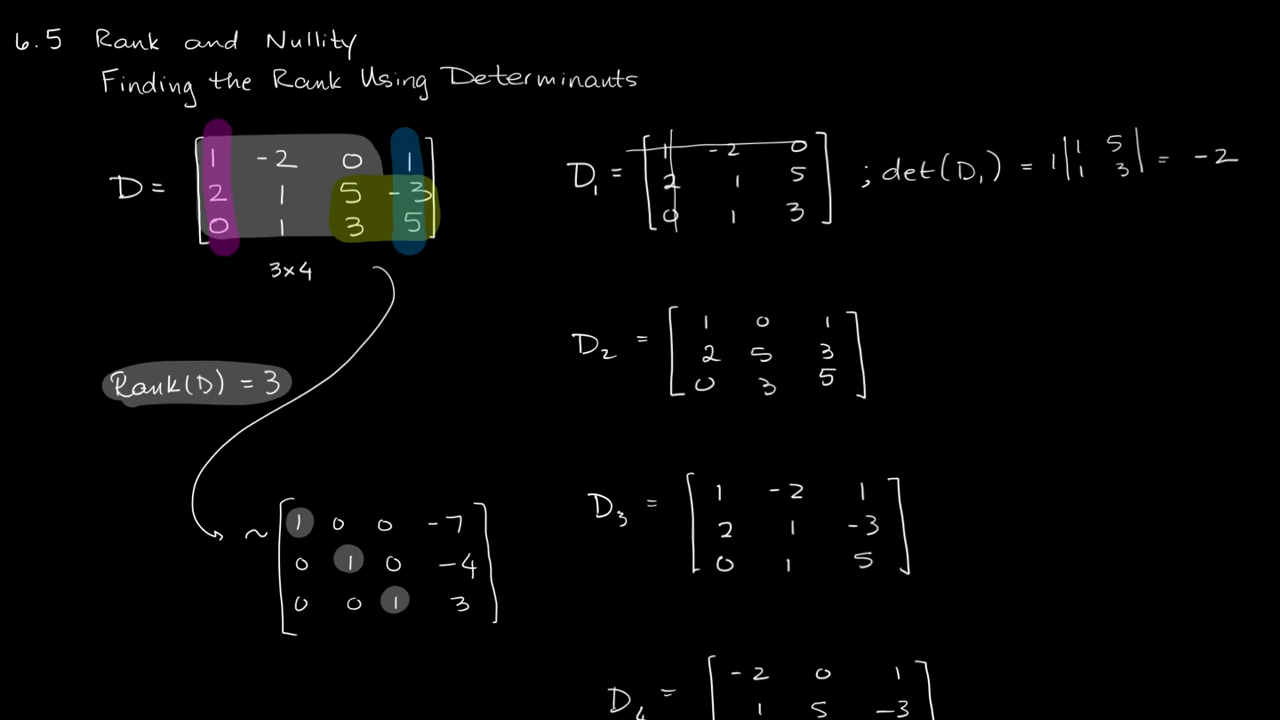 6.5 Rank and Nullity
Finding the Rank Using Determinants
D = [ 1 -2 0 1
2 1 5 -3
0 1 3 5 ]
3×4
Rank(D) = 3
~ [ 1 0 0 -7
0 1 0 -4
0 0 1 3 ]
D₁ = [ 1 -2 0
2 1 5
0 1 3 ] ; det(D₁) = 1 | 1 5
1 3 | = -2
D₂ = [ 1 0 1
2 5 3
0 3 5 ]
D₃ = [ 1 -2 1
2 1 -3
0 1 5 ]
D₄ = [ -2 0 1
1 5 -3